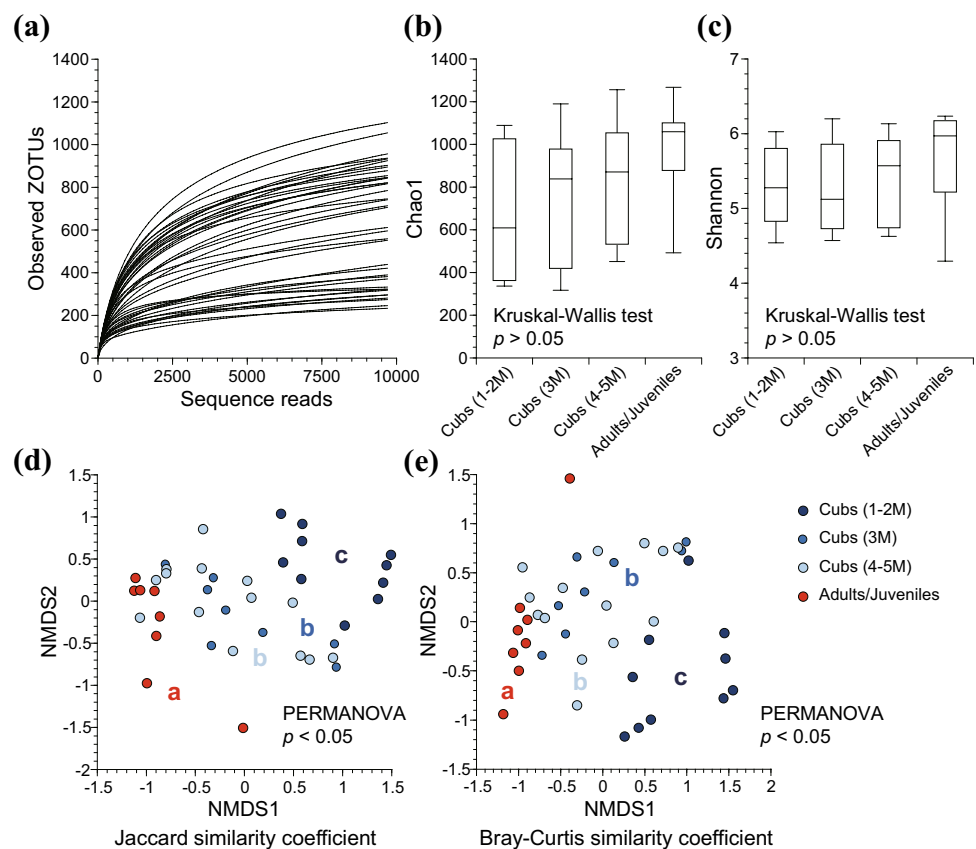 (a)
Observed ZOTUs
1400
1200
1000
800
600
400
200
0
0 2500 5000 7500 10000
Sequence reads
(b)
Chao1
1400
1200
1000
800
600
400
200
0
Kruskal-Wallis test
p > 0.05
Cubs (1-2M)
Cubs (3M)
Cubs (4-5M)
Adults/Juveniles
(c)
Shannon
7
6
5
4
3
Kruskal-Wallis test
p > 0.05
Cubs (1-2M)
Cubs (3M)
Cubs (4-5M)
Adults/Juveniles
(d)
NMDS2
1.5
1
0.5
0
-0.5
-1
-1.5
-2
c
b
b
a
PERMANOVA
p < 0.05
-1.5 -1 -0.5 0 0.5 1 1.5
NMDS1
Jaccard similarity coefficient
(e)
NMDS2
1.5
1
0.5
0
-0.5
-1
-1.5
b
b
c
a
PERMANOVA
p < 0.05
-1.5 -1 -0.5 0 0.5 1 1.5 2
NMDS1
Bray-Curtis similarity coefficient
Cubs (1-2M)
Cubs (3M)
Cubs (4-5M)
Adults/Juveniles